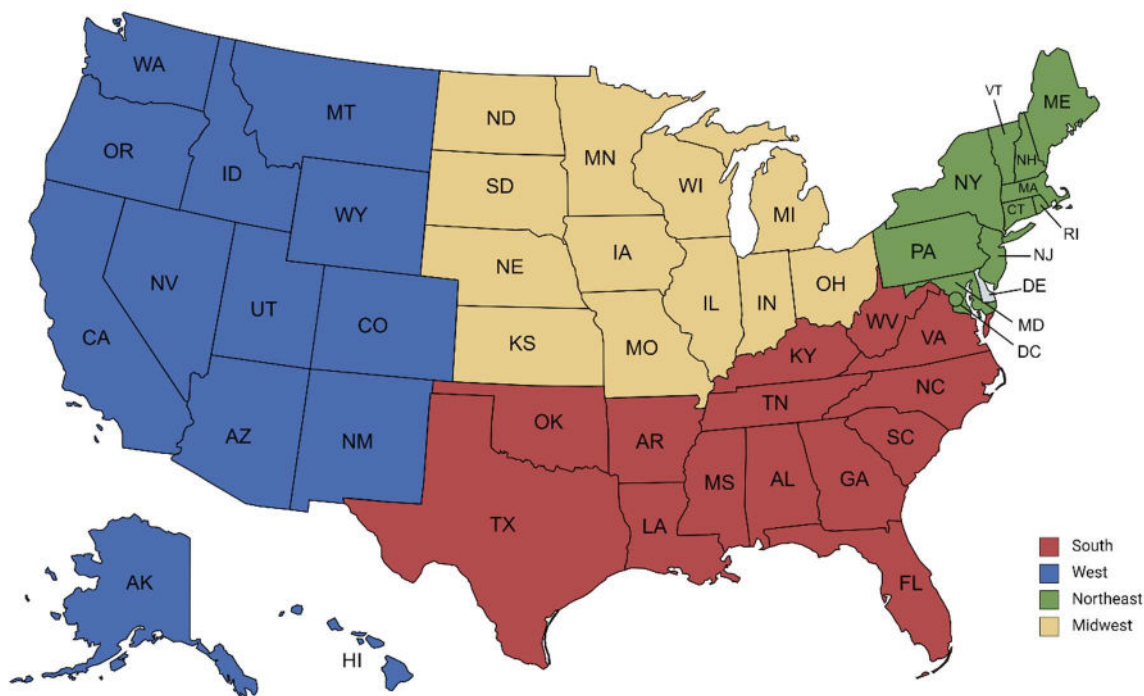 WA
MT
ND
MN
VT
ME
OR
ID
SD
WI
NH
NY
MA
WY
MI
CT
RI
IA
PA
NJ
NE
NV
OH
DE
UT
IL
IN
CO
WV
MD
CA
KS
MO
VA
DC
KY
NC
TN
OK
AZ
NM
AR
SC
MS
AL
GA
TX
LA
South
West
AK
FL
Northeast
Midwest
HI